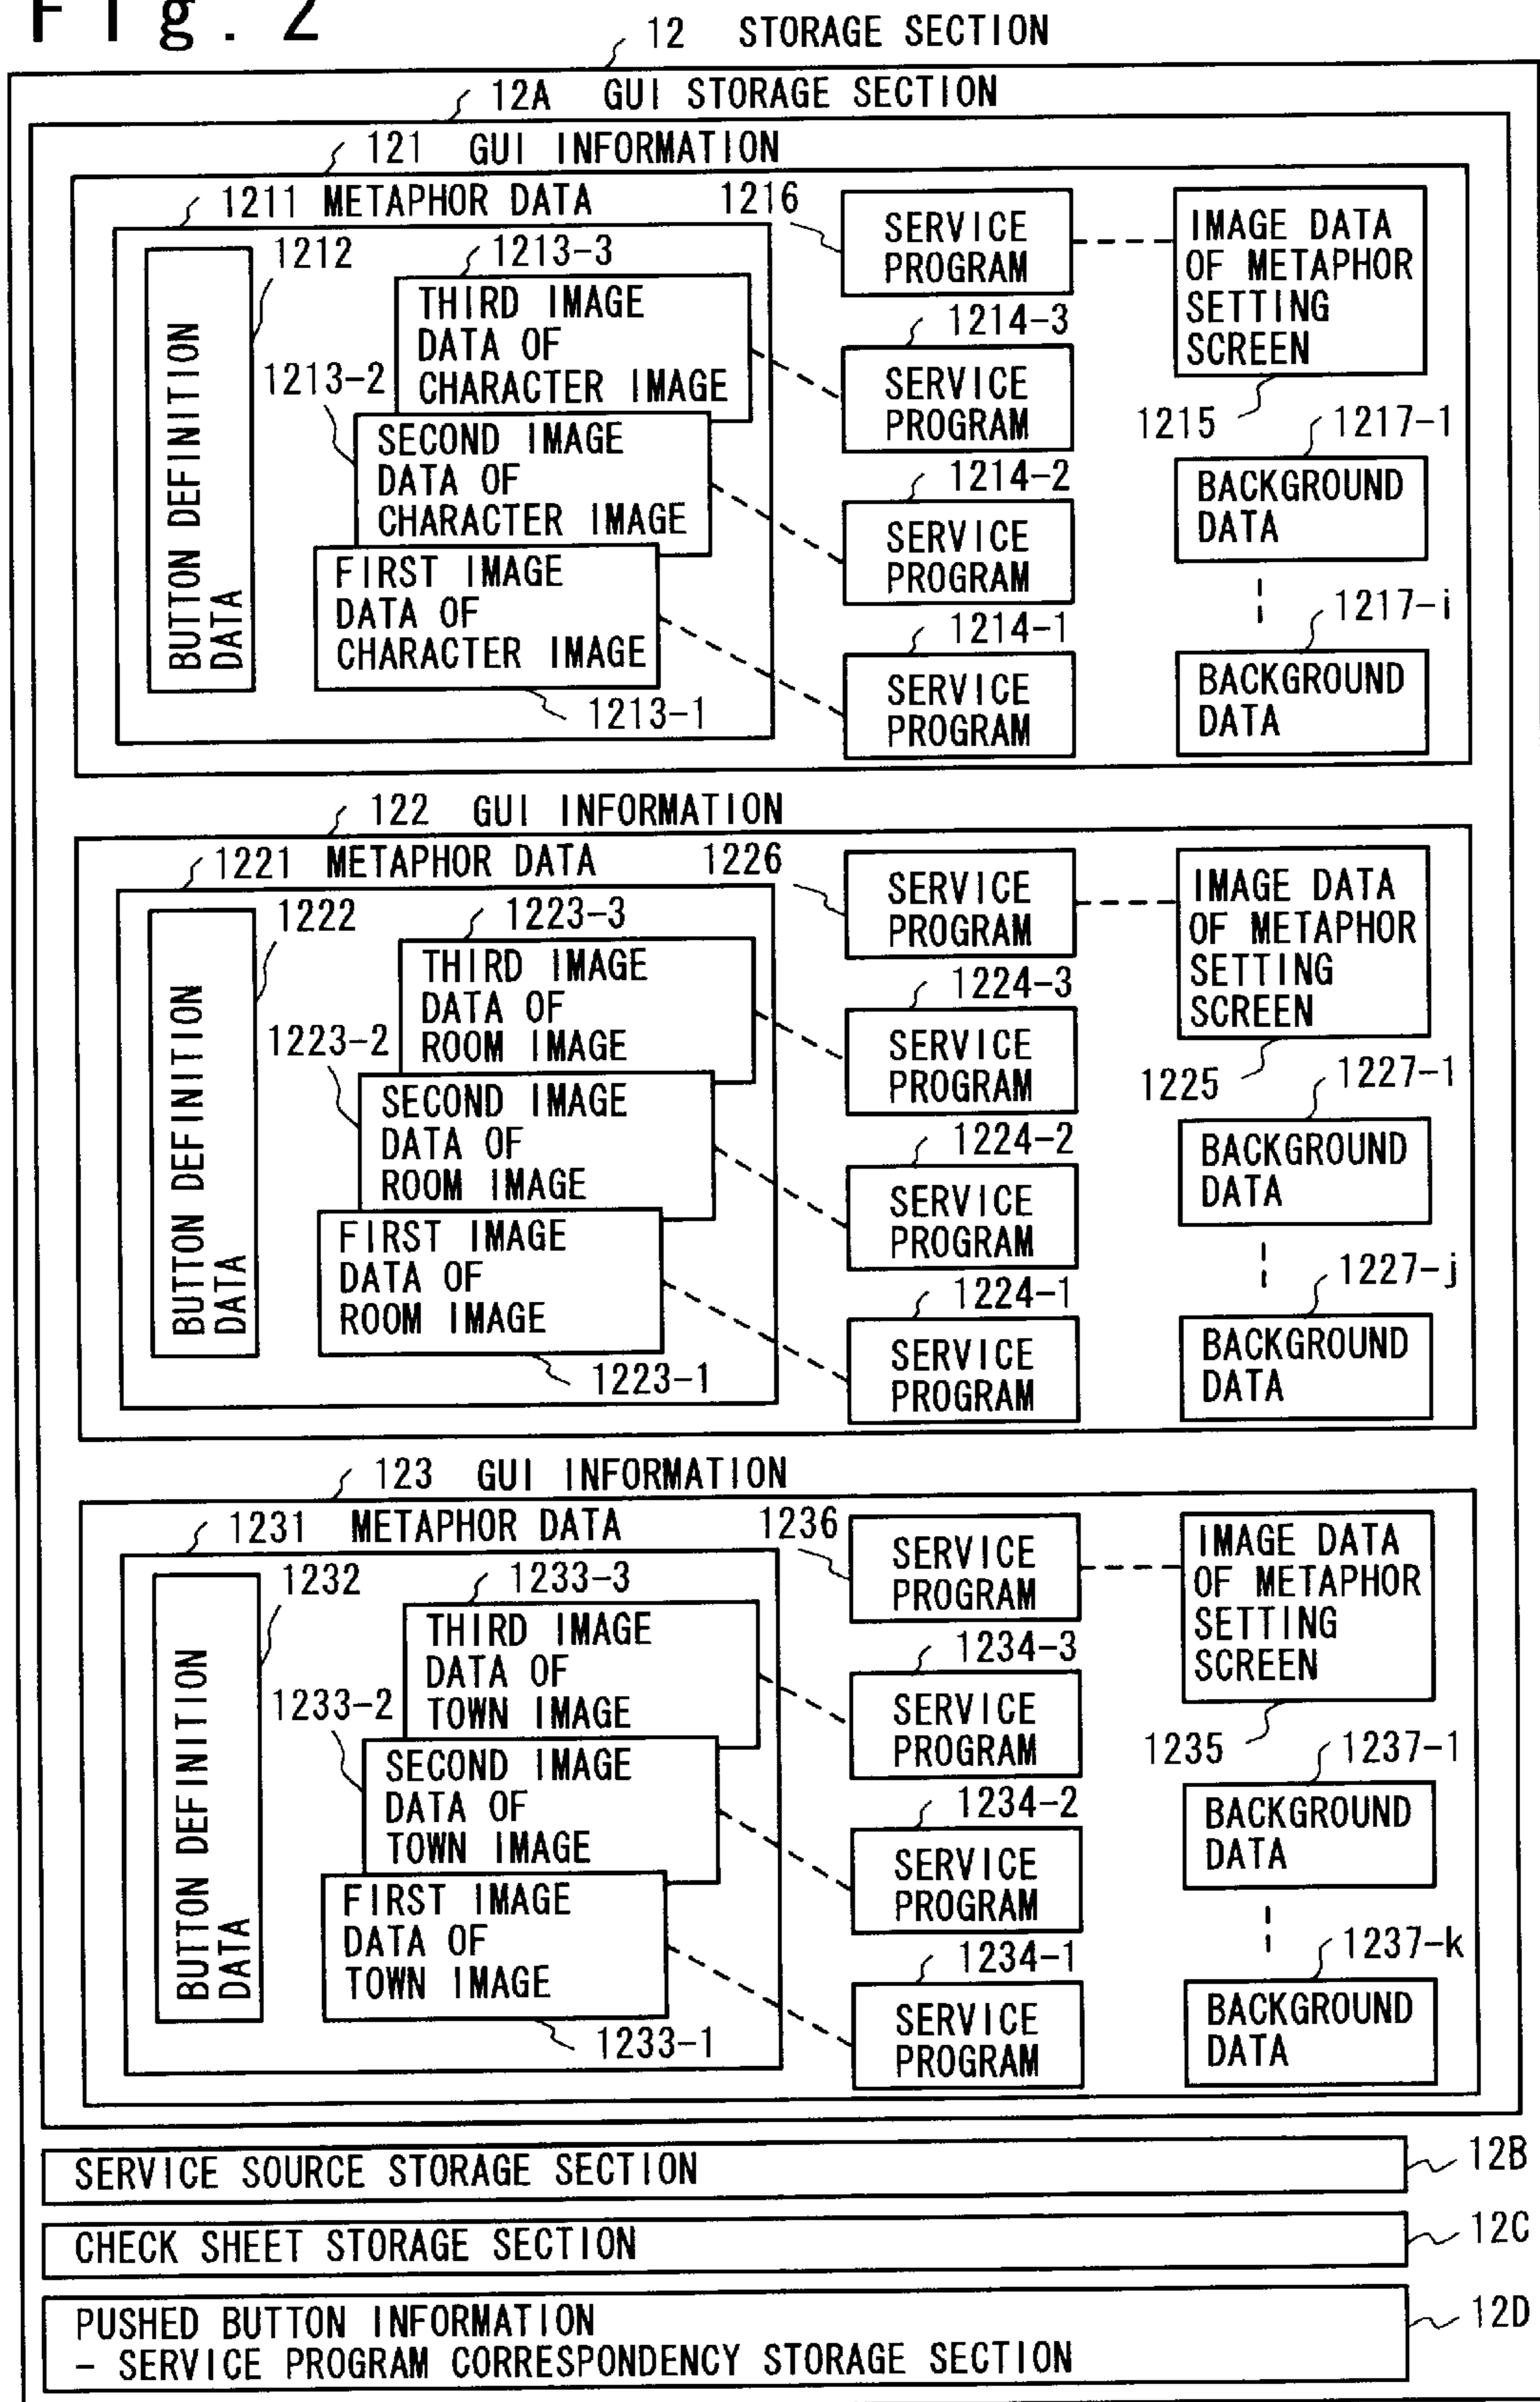 Fig. 2
12 STORAGE SECTION
12A GUI STORAGE SECTION
121 GUI INFORMATION
1211 METAPHOR DATA
1212
BUTTON DEFINITION
DATA
1213-3
THIRD IMAGE
DATA OF
CHARACTER IMAGE
1213-2
SECOND IMAGE
DATA OF
CHARACTER IMAGE
FIRST IMAGE
DATA OF
CHARACTER IMAGE
1213-1
1216
SERVICE
PROGRAM
1214-3
SERVICE
PROGRAM
1214-2
SERVICE
PROGRAM
1214-1
SERVICE
PROGRAM
IMAGE DATA
OF METAPHOR
SETTING
SCREEN
1215
1217-1
BACKGROUND
DATA
1217-i
BACKGROUND
DATA
122 GUI INFORMATION
1221 METAPHOR DATA
1222
BUTTON DEFINITION
DATA
1223-3
THIRD IMAGE
DATA OF
ROOM IMAGE
1223-2
SECOND IMAGE
DATA OF
ROOM IMAGE
FIRST IMAGE
DATA OF
ROOM IMAGE
1223-1
1226
SERVICE
PROGRAM
1224-3
SERVICE
PROGRAM
1224-2
SERVICE
PROGRAM
1224-1
SERVICE
PROGRAM
IMAGE DATA
OF METAPHOR
SETTING
SCREEN
1225
1227-1
BACKGROUND
DATA
1227-j
BACKGROUND
DATA
123 GUI INFORMATION
1231 METAPHOR DATA
1232
BUTTON DEFINITION
DATA
1233-3
THIRD IMAGE
DATA OF
TOWN IMAGE
1233-2
SECOND IMAGE
DATA OF
TOWN IMAGE
FIRST IMAGE
DATA OF
TOWN IMAGE
1233-1
1236
SERVICE
PROGRAM
1234-3
SERVICE
PROGRAM
1234-2
SERVICE
PROGRAM
1234-1
SERVICE
PROGRAM
IMAGE DATA
OF METAPHOR
SETTING
SCREEN
1235
1237-1
BACKGROUND
DATA
1237-k
BACKGROUND
DATA
SERVICE SOURCE STORAGE SECTION
12B
CHECK SHEET STORAGE SECTION
12C
PUSHED BUTTON INFORMATION
- SERVICE PROGRAM CORRESPONDENCY STORAGE SECTION
12D